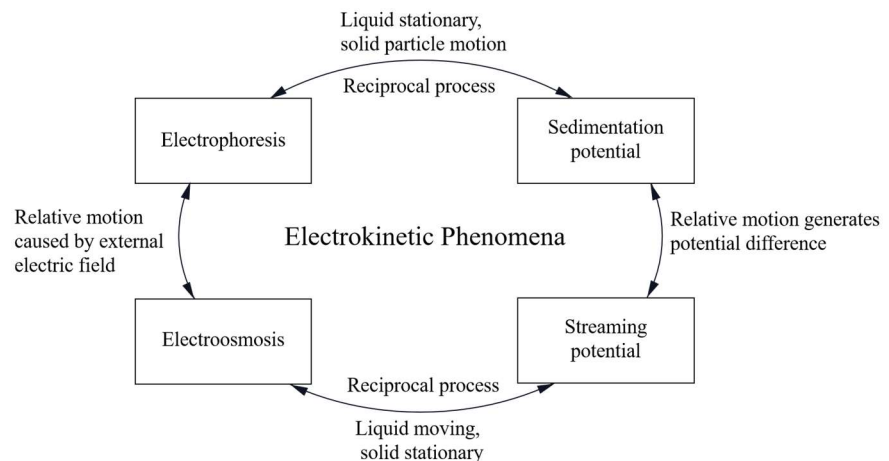 Liquid stationary,
solid particle motion
Reciprocal process
Electrophoresis
Sedimentation
potential
Relative motion
caused by external
electric field
Electrokinetic Phenomena
Relative motion generates
potential difference
Electroosmosis
Streaming
potential
Reciprocal process
Liquid moving,
solid stationary